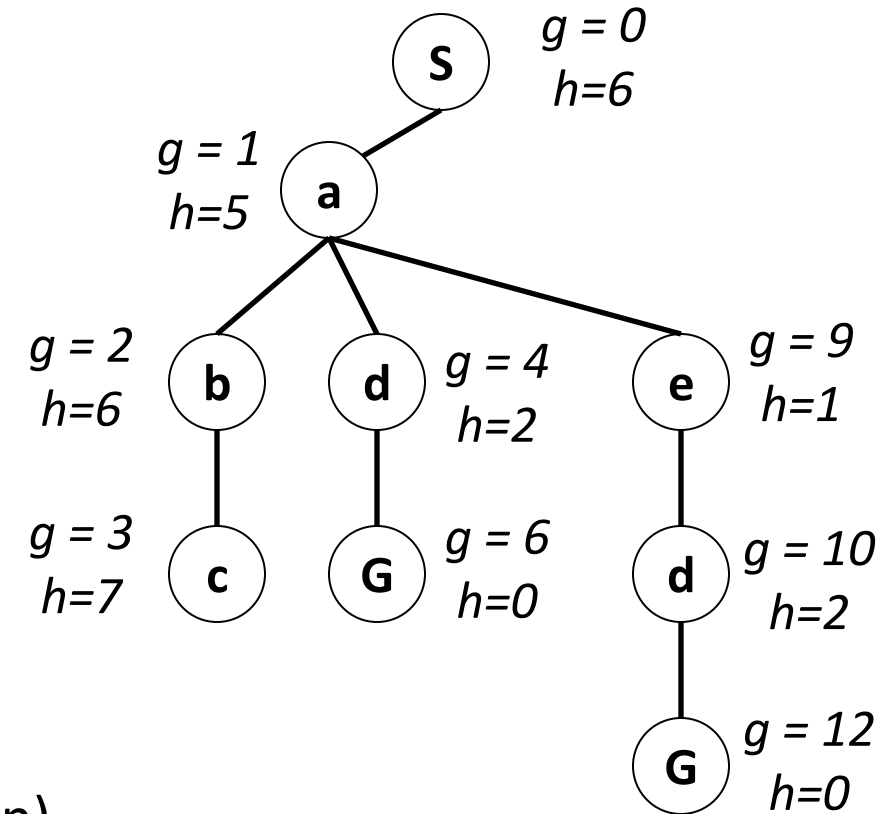 S
g = 0
h=6
g = 1
h=5
a
g = 2
h=6
b
d
g = 4
h=2
e
g = 9
h=1
g = 3
h=7
c
G
g = 6
h=0
d
g = 10
h=2
G
g = 12
h=0
n)